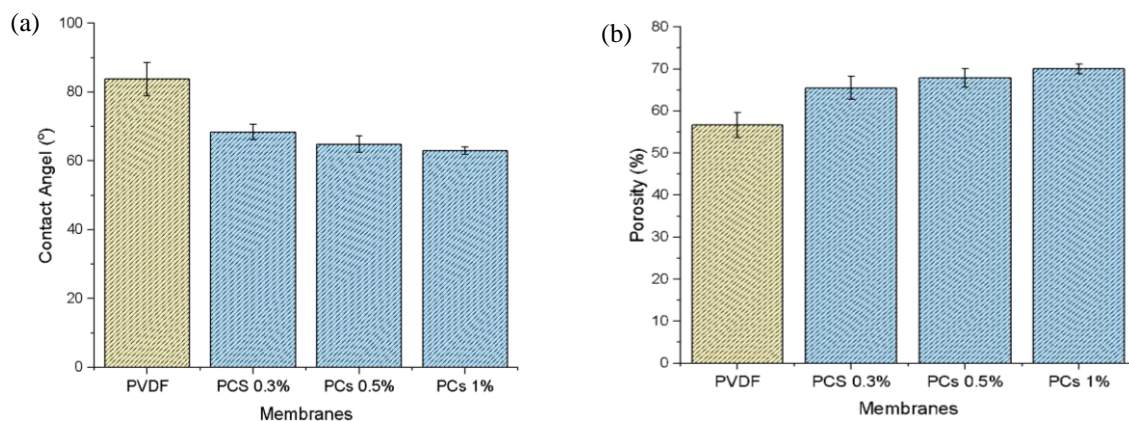 (a)
Contact Angel (°)
100
80
60
40
20
0
PVDF PCS 0.3% PCs 0.5% PCs 1%
Membranes
(b)
Porosity (%)
80
70
60
50
40
30
20
10
0
PVDF PCS 0.3% PCs 0.5% PCs 1%
Membranes